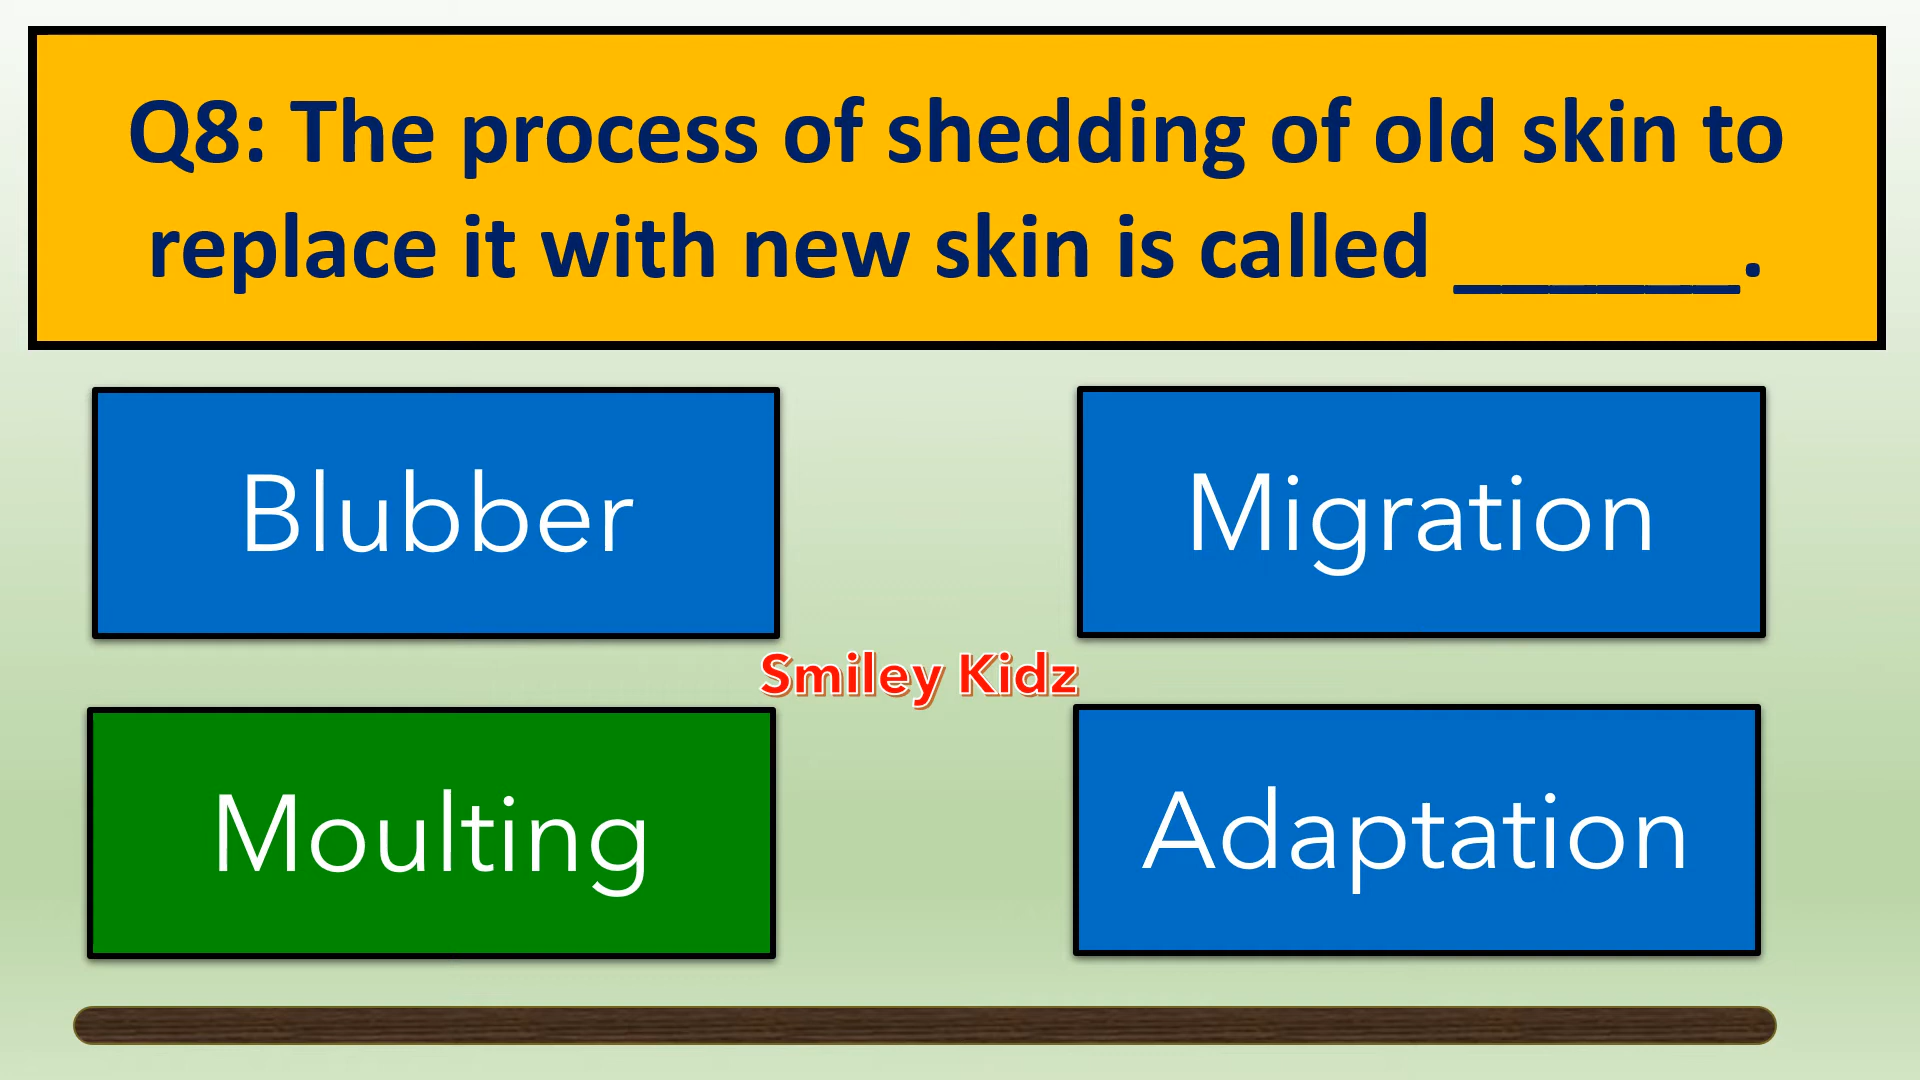 Q8: The process of shedding of old skin to
replace it with new skin is called ______.
Blubber
Migration
Smiley Kidz
Moulting
Adaptation